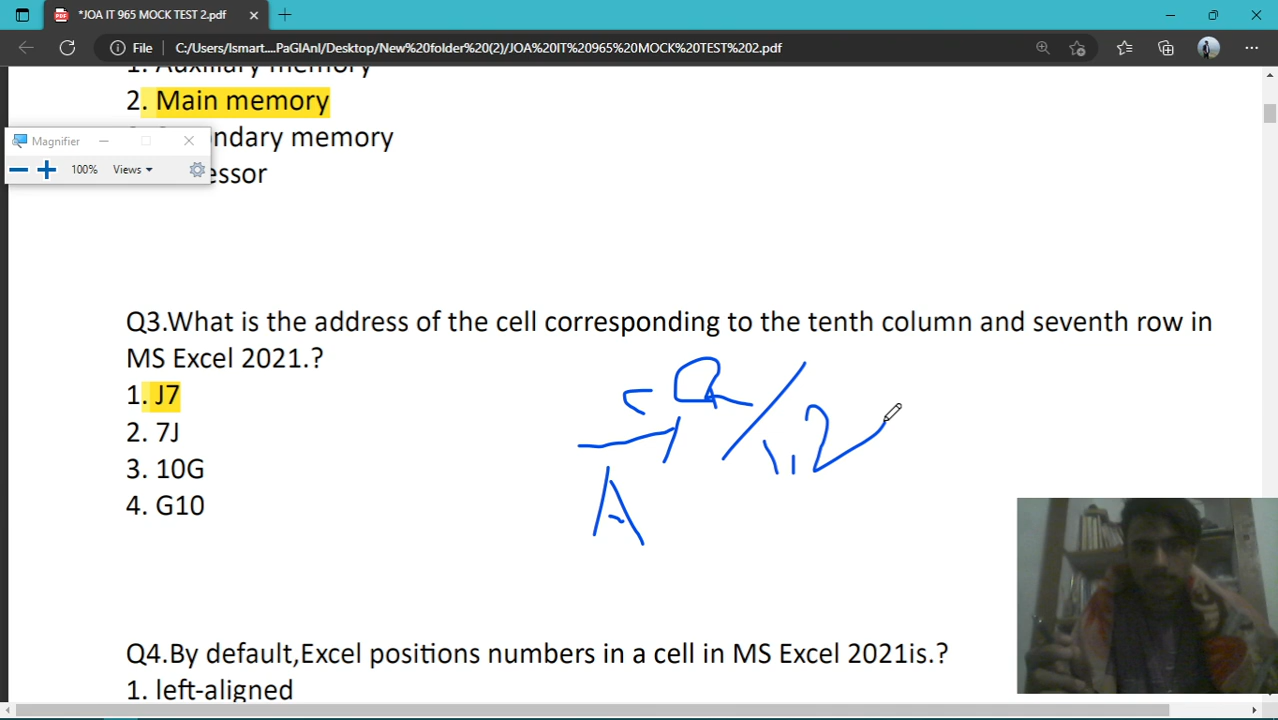 *JOA IT 965 MOCK TEST 2.pdf
File
C:/Users/Ismart....PaGlAnI/Desktop/New%20folder%20(2)/JOA%20IT%20965%20MOCK%20TEST%202.pdf
1. Auxiliary memory
2. Main memory
Magnifier
ndary memory
100%
Views
essor
Q3.What is the address of the cell corresponding to the tenth column and seventh row in
MS Excel 2021.?
1. J7
2. 7J
3. 10G
4. G10
A
Q4.By default,Excel positions numbers in a cell in MS Excel 2021is.?
1. left-aligned